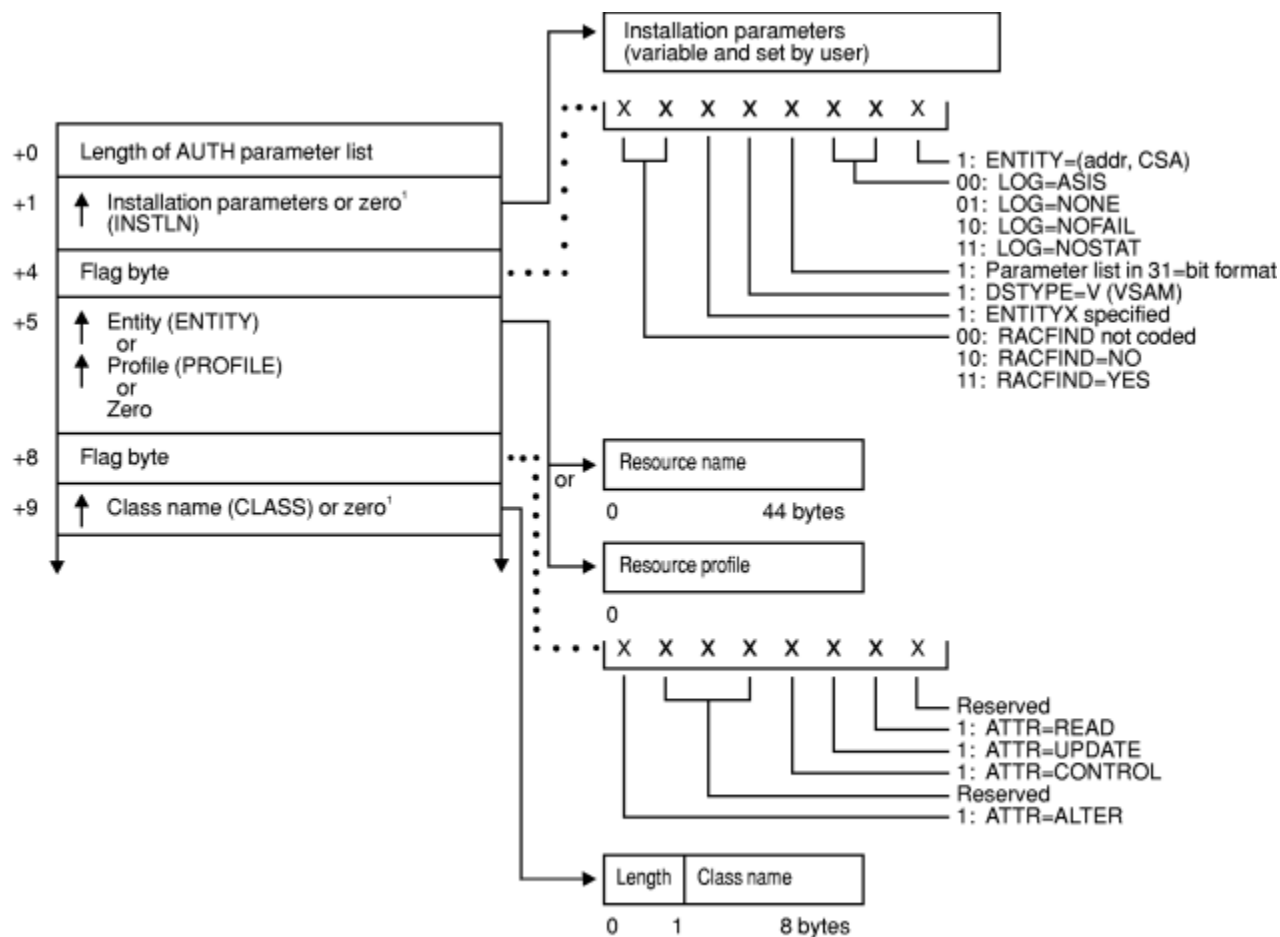 Installation parameters
(variable and set by user)
X X X X X X X X
1: ENTITY=(addr, CSA)
00: LOG=ASIS
01: LOG=NONE
10: LOG=NOFAIL
11: LOG=NOSTAT
1: Parameter list in 31=bit format
1: DSTYPE=V (VSAM)
1: ENTITYX specified
00: RACFIND not coded
10: RACFIND=NO
11: RACFIND=YES
+0 Length of AUTH parameter list
+1 Installation parameters or zero¹
(INSTLN)
+4 Flag byte
+5 Entity (ENTITY)
or
Profile (PROFILE)
or
Zero
+8 Flag byte
+9 Class name (CLASS) or zero¹
or
Resource name
0 44 bytes
Resource profile
0
X X X X X X X X
Reserved
1: ATTR=READ
1: ATTR=UPDATE
1: ATTR=CONTROL
Reserved
1: ATTR=ALTER
Length Class name
0 1 8 bytes